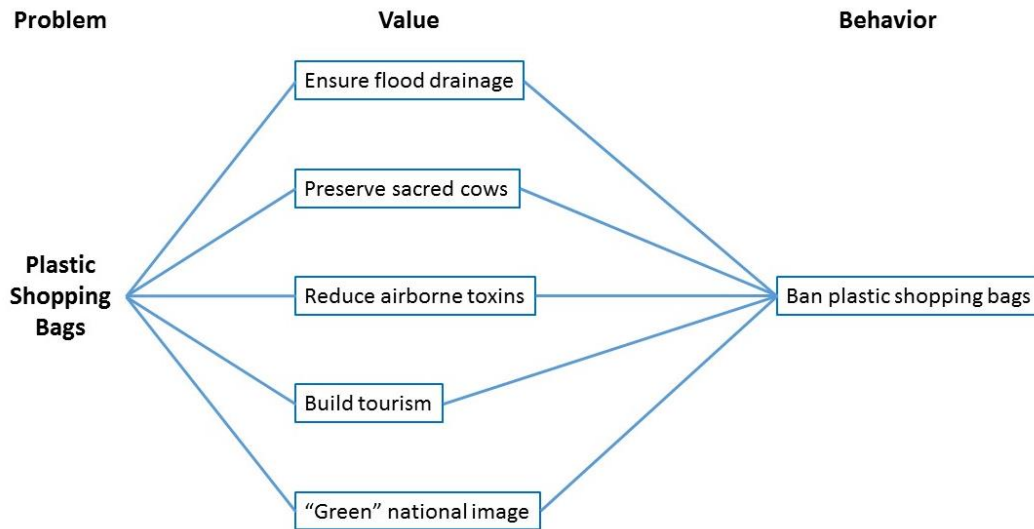 Problem
Value
Behavior
Ensure flood drainage
Preserve sacred cows
Plastic
Shopping
Bags
Reduce airborne toxins
Ban plastic shopping bags
Build tourism
“Green” national image